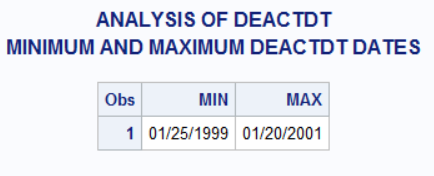 ANALYSIS OF DEACTDT
MINIMUM AND MAXIMUM DEACTDT DATES
Obs MIN MAX
1 01/25/1999 01/20/2001